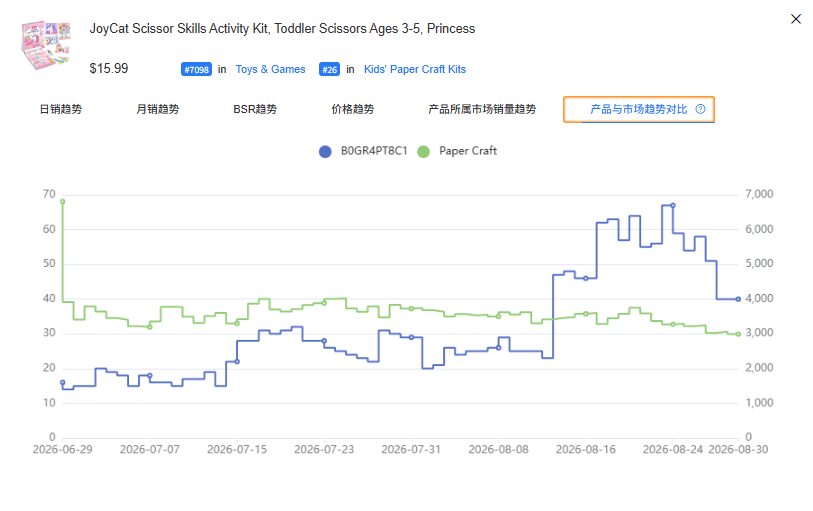 JoyCat Scissor Skills Activity Kit, Toddler Scissors Ages 3-5, Princess
$15.99 #7098 in Toys & Games #26 in Kids' Paper Craft Kits
日销趋势 月销趋势 BSR趋势 价格趋势 产品所属市场销量趋势 产品与市场趋势对比
B0GR4PT8C1 Paper Craft
70 7,000
60 6,000
50 5,000
40 4,000
30 3,000
20 2,000
10 1,000
0 0
2026-06-29 2026-07-07 2026-07-15 2026-07-23 2026-07-31 2026-08-08 2026-08-16 2026-08-24 2026-08-30